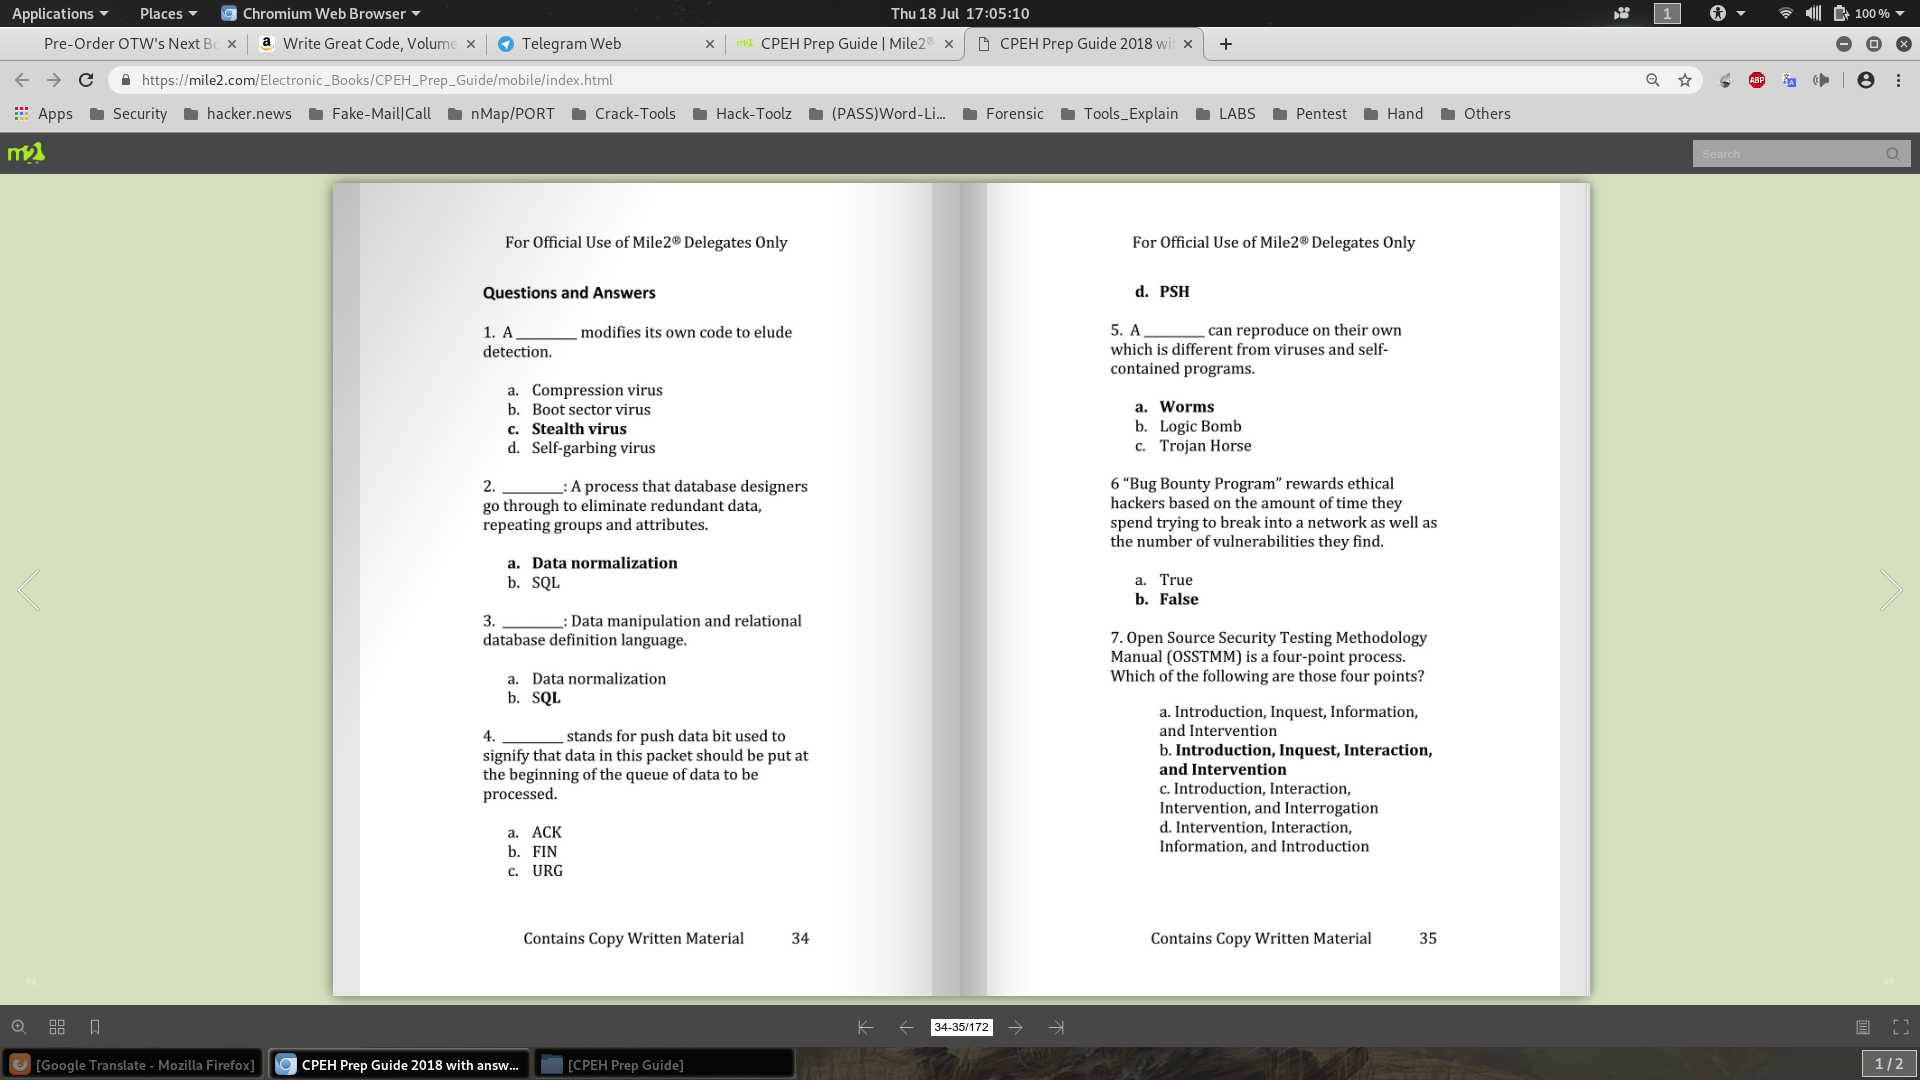 Applications
Places
Chromium Web Browser
Thu 18 Jul 17:05:10
1
100 %
Pre-Order OTW's Next Bo
Write Great Code, Volume
Telegram Web
CPEH Prep Guide | Mile2®
CPEH Prep Guide 2018 wi
https://mile2.com/Electronic_Books/CPEH_Prep_Guide/mobile/index.html
ABP
Apps
Security
hacker.news
Fake-Mail|Call
nMap/PORT
Crack-Tools
Hack-Toolz
(PASS)Word-Li...
Forensic
Tools_Explain
LABS
Pentest
Hand
Others
m2
Search
For Official Use of Mile2® Delegates Only
Questions and Answers
1. A ________ modifies its own code to elude
detection.
a. Compression virus
b. Boot sector virus
c. Stealth virus
d. Self-garbing virus
2. ________: A process that database designers
go through to eliminate redundant data,
repeating groups and attributes.
a. Data normalization
b. SQL
3. ________: Data manipulation and relational
database definition language.
a. Data normalization
b. SQL
4. ________ stands for push data bit used to
signify that data in this packet should be put at
the beginning of the queue of data to be
processed.
a. ACK
b. FIN
c. URG
Contains Copy Written Material 34
For Official Use of Mile2® Delegates Only
d. PSH
5. A ________ can reproduce on their own
which is different from viruses and self-
contained programs.
a. Worms
b. Logic Bomb
c. Trojan Horse
6 “Bug Bounty Program” rewards ethical
hackers based on the amount of time they
spend trying to break into a network as well as
the number of vulnerabilities they find.
a. True
b. False
7. Open Source Security Testing Methodology
Manual (OSSTMM) is a four-point process.
Which of the following are those four points?
a. Introduction, Inquest, Information,
and Intervention
b. Introduction, Inquest, Interaction,
and Intervention
c. Introduction, Interaction,
Intervention, and Interrogation
d. Intervention, Interaction,
Information, and Introduction
Contains Copy Written Material 35
34-35/172
[Google Translate - Mozilla Firefox]
CPEH Prep Guide 2018 with answ...
[CPEH Prep Guide]
1 / 2